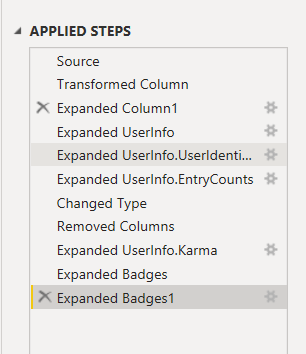 APPLIED STEPS
Source
Transformed Column
Expanded Column1
Expanded UserInfo
Expanded UserInfo.UserIdenti...
Expanded UserInfo.EntryCounts
Changed Type
Removed Columns
Expanded UserInfo.Karma
Expanded Badges
Expanded Badges1